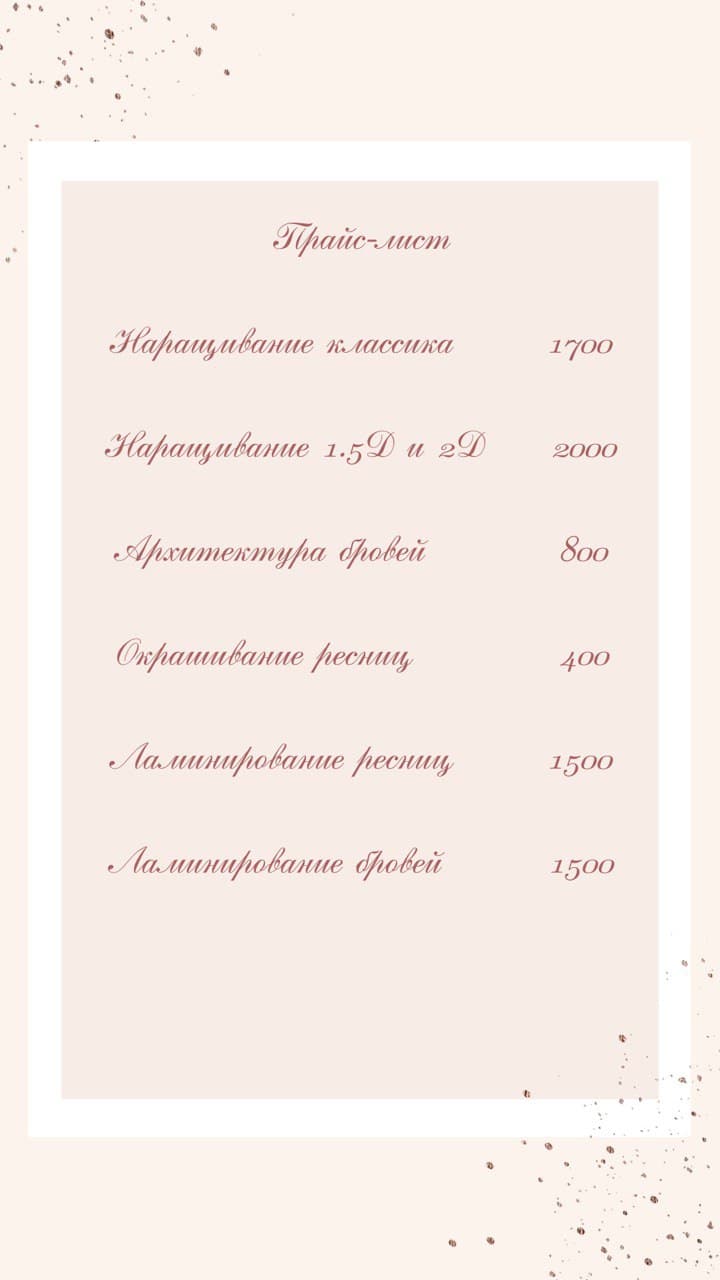 Прайс-лист
Наращивание классика 1700
Наращивание 1.5Д и 2Д 2000
Архитектура бровей 800
Окрашивание ресниц 400
Ламинирование ресниц 1500
Ламинирование бровей 1500